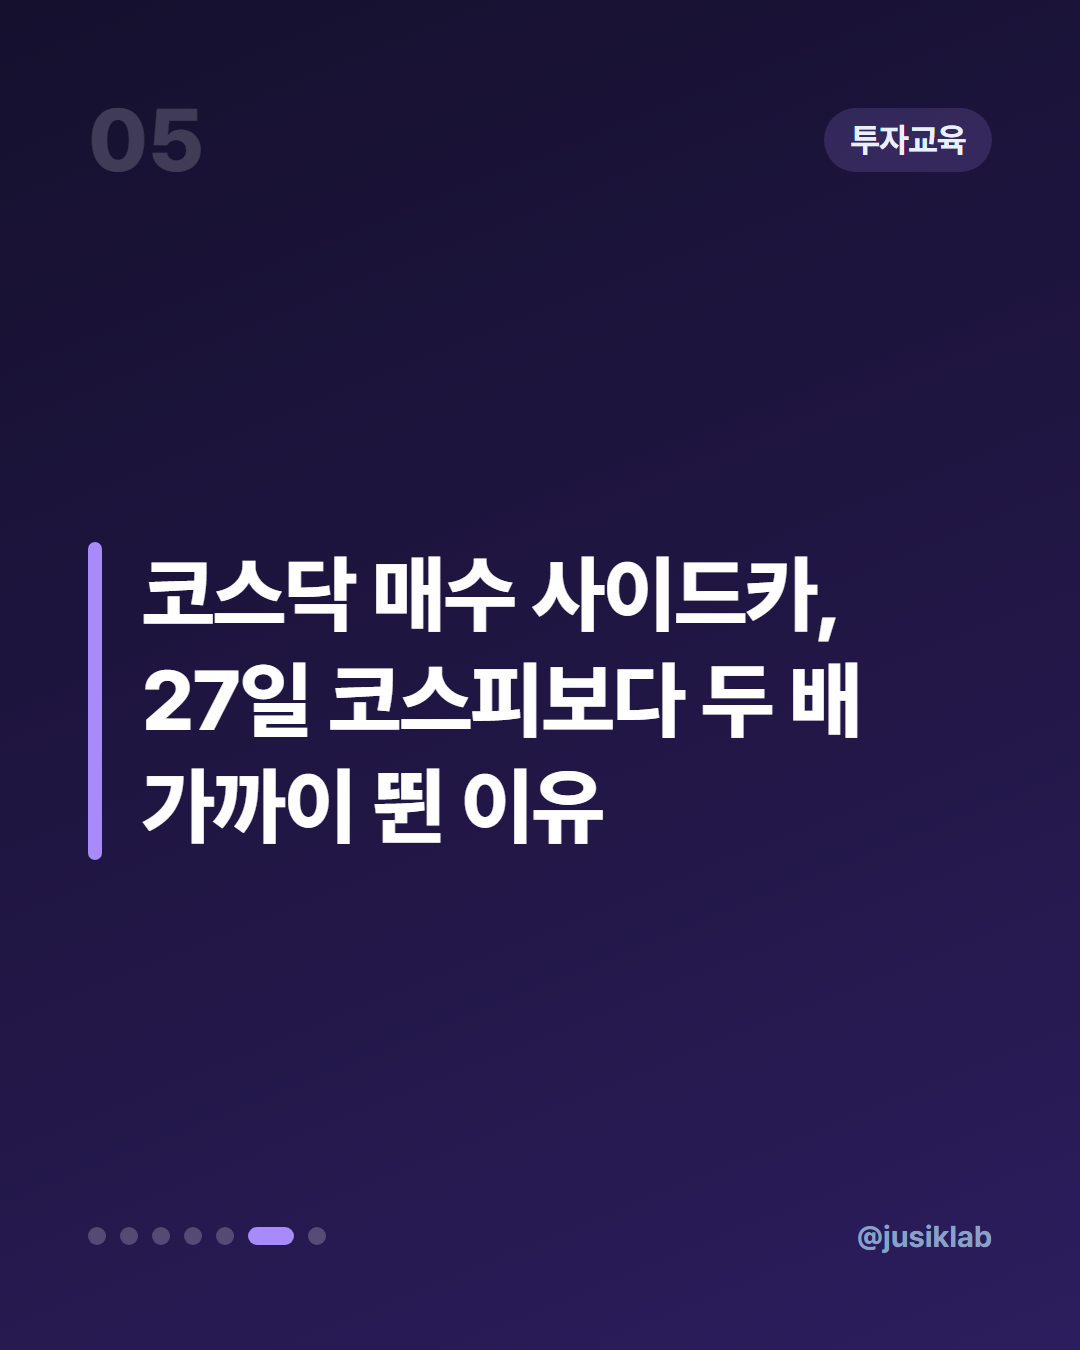 05
투자교육
코스닥 매수 사이드카,
27일 코스피보다 두 배
가까이 뛴 이유
@jusiklab